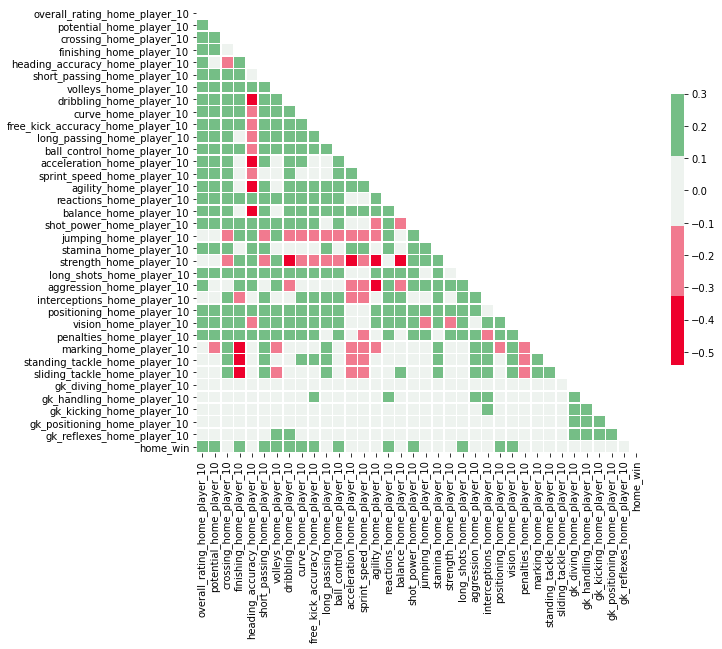 overall_rating_home_player_10
potential_home_player_10
crossing_home_player_10
finishing_home_player_10
heading_accuracy_home_player_10
short_passing_home_player_10
volleys_home_player_10
dribbling_home_player_10
curve_home_player_10
free_kick_accuracy_home_player_10
long_passing_home_player_10
ball_control_home_player_10
acceleration_home_player_10
sprint_speed_home_player_10
agility_home_player_10
reactions_home_player_10
balance_home_player_10
shot_power_home_player_10
jumping_home_player_10
stamina_home_player_10
strength_home_player_10
long_shots_home_player_10
aggression_home_player_10
interceptions_home_player_10
positioning_home_player_10
vision_home_player_10
penalties_home_player_10
marking_home_player_10
standing_tackle_home_player_10
sliding_tackle_home_player_10
gk_diving_home_player_10
gk_handling_home_player_10
gk_kicking_home_player_10
gk_positioning_home_player_10
gk_reflexes_home_player_10
home_win
overall_rating_home_player_10
potential_home_player_10
crossing_home_player_10
finishing_home_player_10
heading_accuracy_home_player_10
short_passing_home_player_10
volleys_home_player_10
dribbling_home_player_10
curve_home_player_10
free_kick_accuracy_home_player_10
long_passing_home_player_10
ball_control_home_player_10
acceleration_home_player_10
sprint_speed_home_player_10
agility_home_player_10
reactions_home_player_10
balance_home_player_10
shot_power_home_player_10
jumping_home_player_10
stamina_home_player_10
strength_home_player_10
long_shots_home_player_10
aggression_home_player_10
interceptions_home_player_10
positioning_home_player_10
vision_home_player_10
penalties_home_player_10
marking_home_player_10
standing_tackle_home_player_10
sliding_tackle_home_player_10
gk_diving_home_player_10
gk_handling_home_player_10
gk_kicking_home_player_10
gk_positioning_home_player_10
gk_reflexes_home_player_10
home_win
0.3
0.2
0.1
0.0
−0.1
−0.2
−0.3
−0.4
−0.5